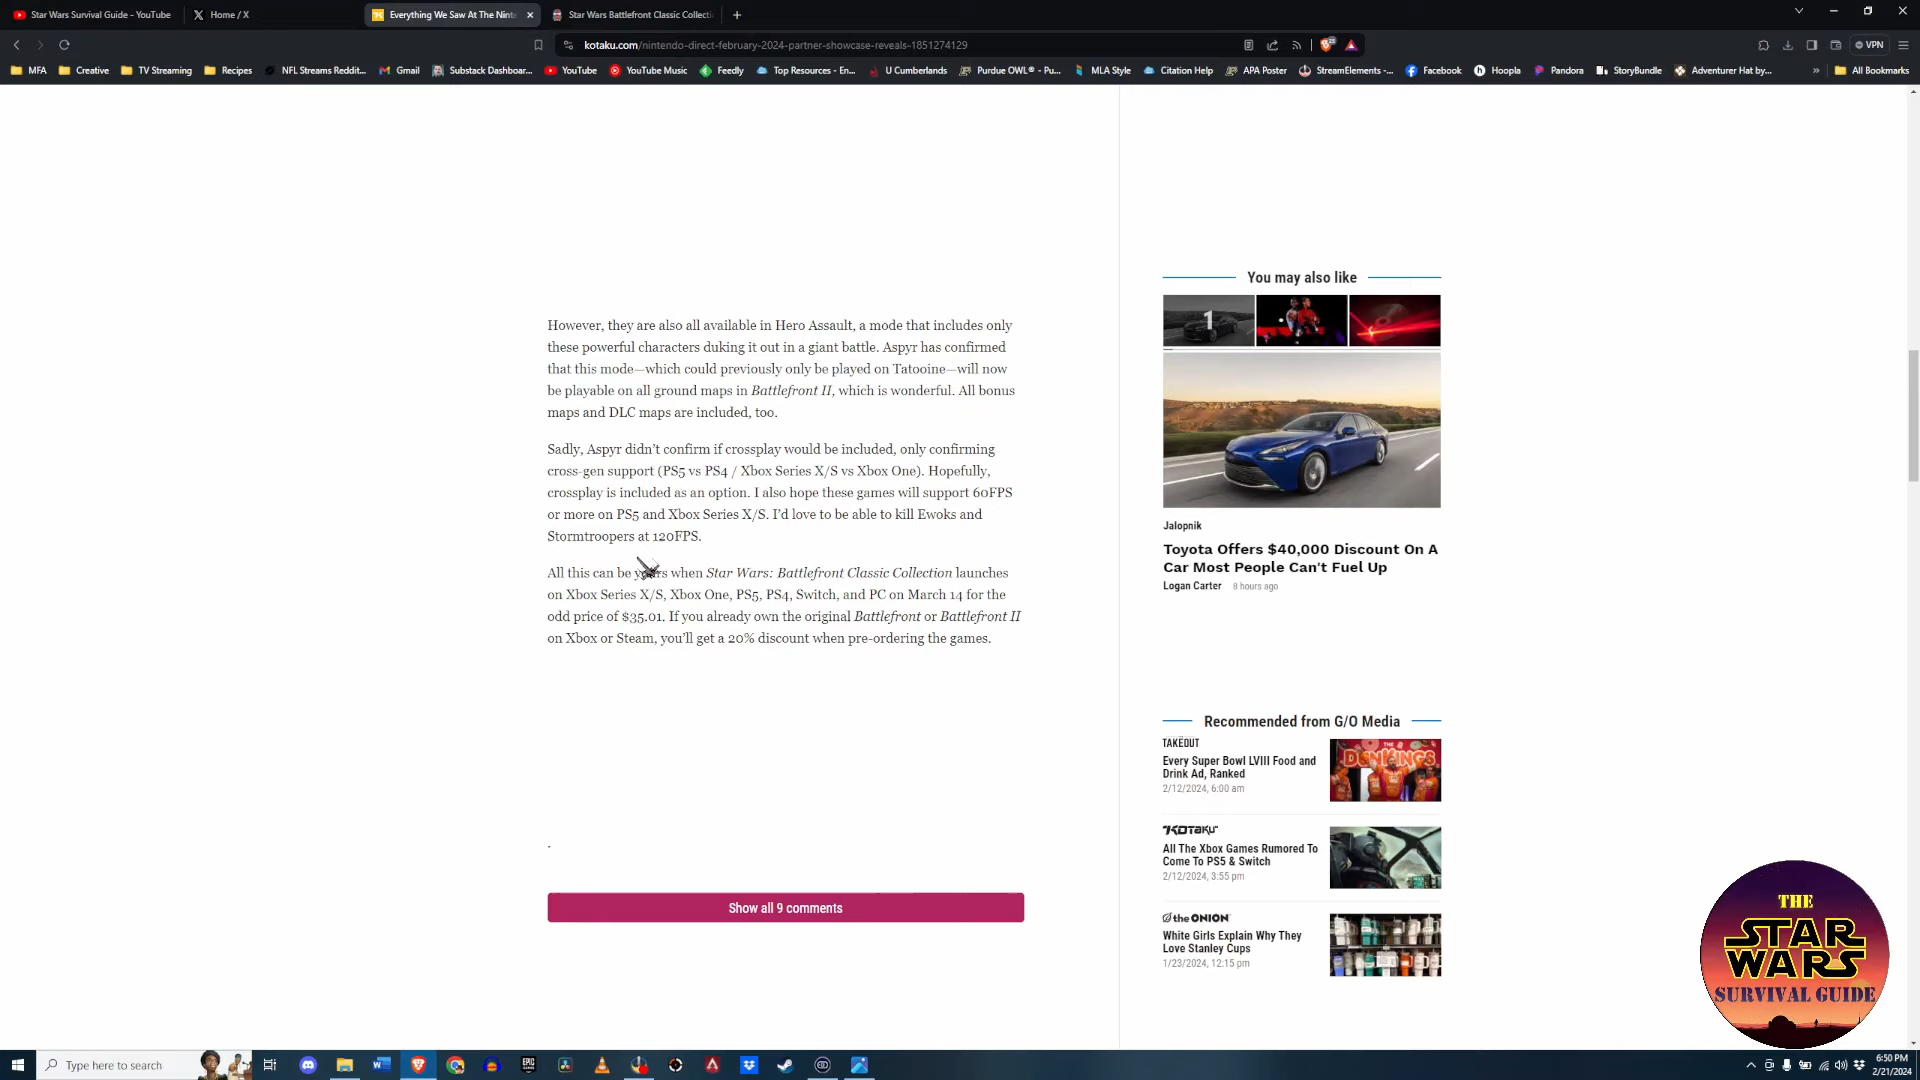 Star Wars Survival Guide - YouTube
Home / X
Everything We Saw At The Ninte
Star Wars Battlefront Classic Collecti
kotaku.com/nintendo-direct-february-2024-partner-showcase-reveals-1851274129
VPN
MFA
Creative
TV Streaming
Recipes
NFL Streams Reddit...
Gmail
Substack Dashboar...
YouTube
YouTube Music
Feedly
Top Resources - En...
U Cumberlands
Purdue OWL® - Pu...
MLA Style
Citation Help
APA Poster
StreamElements -...
Facebook
Hoopla
Pandora
StoryBundle
Adventurer Hat by...
»
All Bookmarks
However, they are also all available in Hero Assault, a mode that includes only
these powerful characters duking it out in a giant battle. Aspyr has confirmed
that this mode—which could previously only be played on Tatooine—will now
be playable on all ground maps in Battlefront II, which is wonderful. All bonus
maps and DLC maps are included, too.
Sadly, Aspyr didn't confirm if crossplay would be included, only confirming
cross-gen support (PS5 vs PS4 / Xbox Series X/S vs Xbox One). Hopefully,
crossplay is included as an option. I also hope these games will support 60FPS
or more on PS5 and Xbox Series X/S. I'd love to be able to kill Ewoks and
Stormtroopers at 120FPS.
All this can be yours when Star Wars: Battlefront Classic Collection launches
on Xbox Series X/S, Xbox One, PS5, PS4, Switch, and PC on March 14 for the
odd price of $35.01. If you already own the original Battlefront or Battlefront II
on Xbox or Steam, you'll get a 20% discount when pre-ordering the games.
.
Show all 9 comments
You may also like
1
Jalopnik
Toyota Offers $40,000 Discount On A
Car Most People Can't Fuel Up
Logan Carter 8 hours ago
Recommended from G/O Media
TAKEOUT
Every Super Bowl LVIII Food and
Drink Ad, Ranked
2/12/2024, 6:00 am
THE
DUNKINGS
KOTAKU
All The Xbox Games Rumored To
Come To PS5 & Switch
2/12/2024, 3:55 pm
the ONION
White Girls Explain Why They
Love Stanley Cups
1/23/2024, 12:15 pm
THE
STAR
WARS
SURVIVAL GUIDE
Type here to search
EPIC
6:50 PM
2/21/2024